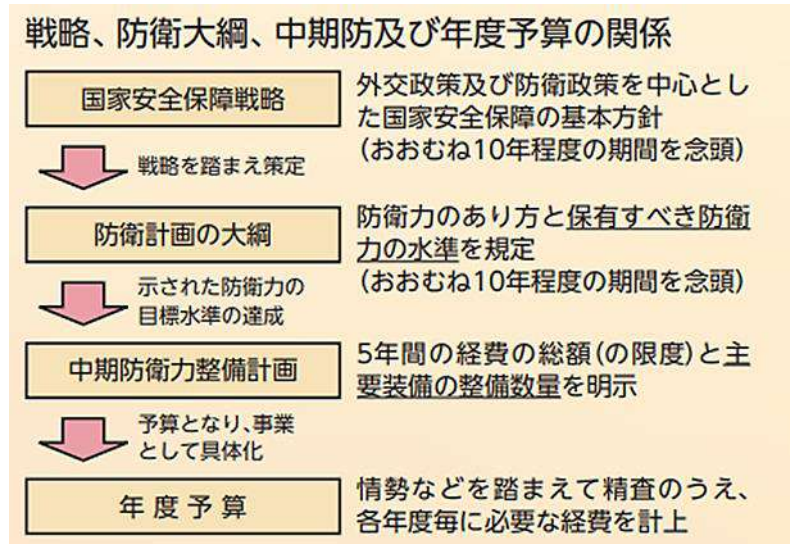 戦略、防衛大綱、中期防及び年度予算の関係
国家安全保障戦略
外交政策及び防衛政策を中心とし
た国家安全保障の基本方針
(おおむね10年程度の期間を念頭)
戦略を踏まえ策定
防衛計画の大綱
防衛力のあり方と保有すべき防衛
力の水準を規定
(おおむね10年程度の期間を念頭)
示された防衛力の
目標水準の達成
中期防衛力整備計画
5年間の経費の総額(の限度)と主
要装備の整備数量を明示
予算となり、事業
として具体化
年度予算
情勢などを踏まえて精査のうえ、
各年度毎に必要な経費を計上